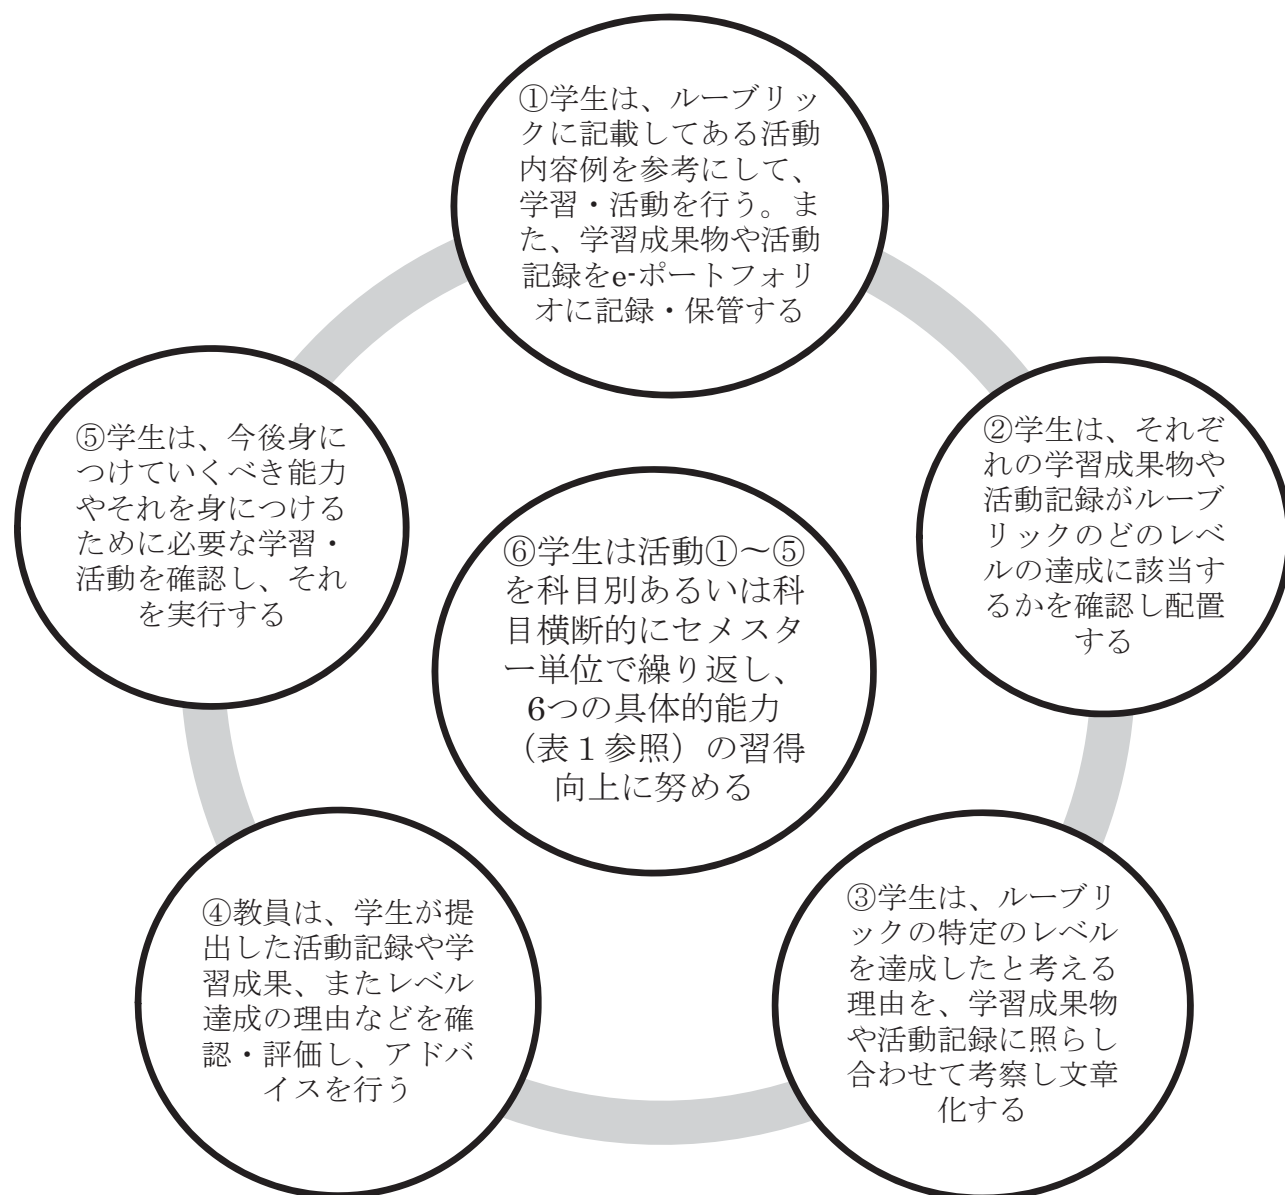 ①学生は、ルーブリッ
クに記載してある活動
内容例を参考にして、
学習・活動を行う。ま
た、学習成果物や活動
記録をe-ポートフォリ
オに記録・保管する
②学生は、それぞ
れの学習成果物や
活動記録がルーブ
リックのどのレベ
ルの達成に該当す
るかを確認し配置
する
③学生は、ルーブリ
ックの特定のレベル
を達成したと考える
理由を、学習成果物
や活動記録に照らし
合わせて考察し文章
化する
④教員は、学生が提
出した活動記録や学
習成果、またレベル
達成の理由などを確
認・評価し、アドバ
イスを行う
⑤学生は、今後身に
つけていくべき能力
やそれを身につける
ために必要な学習・
活動を確認し、それ
を実行する
⑥学生は活動①～⑤
を科目別あるいは科
目横断的にセメスタ
ー単位で繰り返し、
6つの具体的能力
（表１参照）の習得
向上に努める